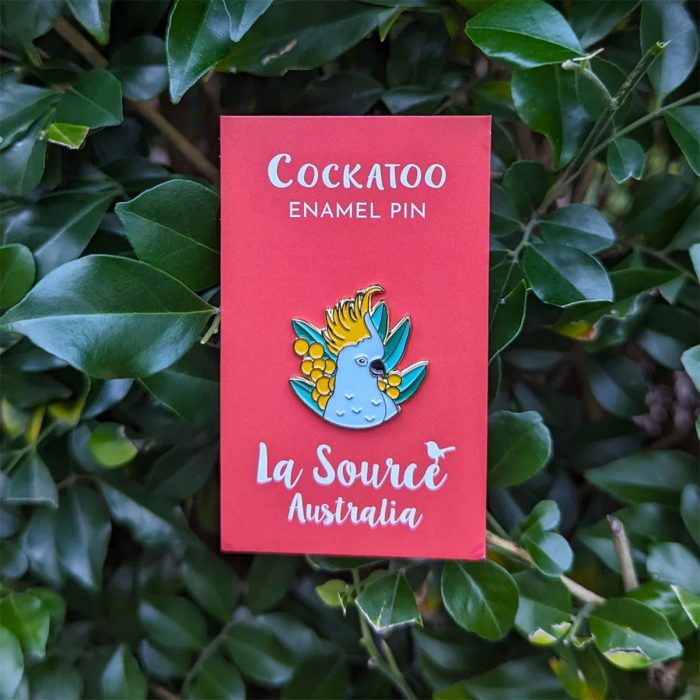 COCKATOO
ENAMEL PIN
La Source
Australia